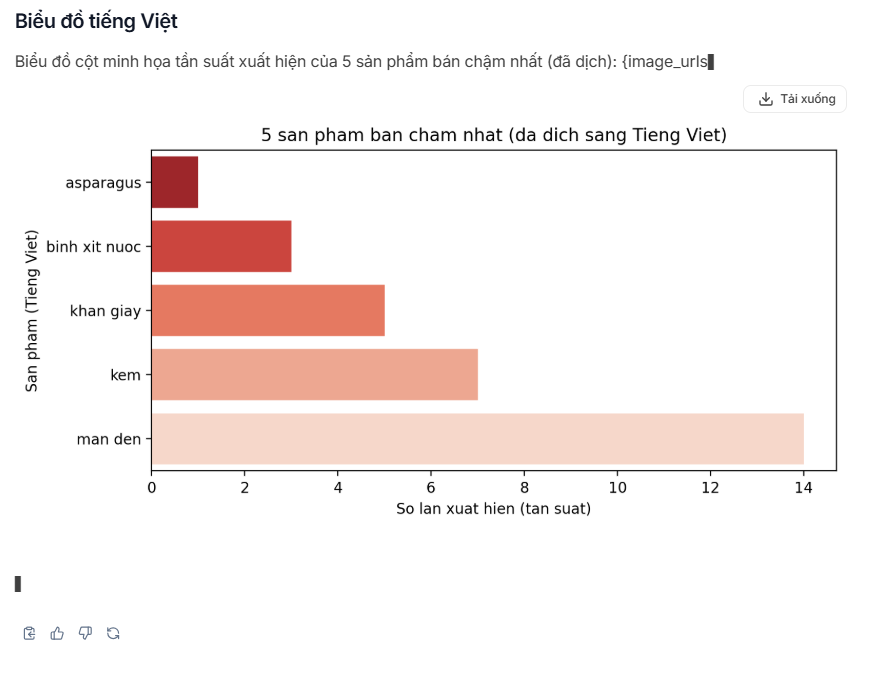 Biểu đồ tiếng Việt
Biểu đồ cột minh họa tần suất xuất hiện của 5 sản phẩm bán chậm nhất (đã dịch): {image_urls
Tải xuống
5 san pham ban cham nhat (da dich sang Tieng Viet)
San pham (Tieng Viet)
asparagus
binh xit nuoc
khan giay
kem
man den
0 2 4 6 8 10 12 14
So lan xuat hien (tan suat)